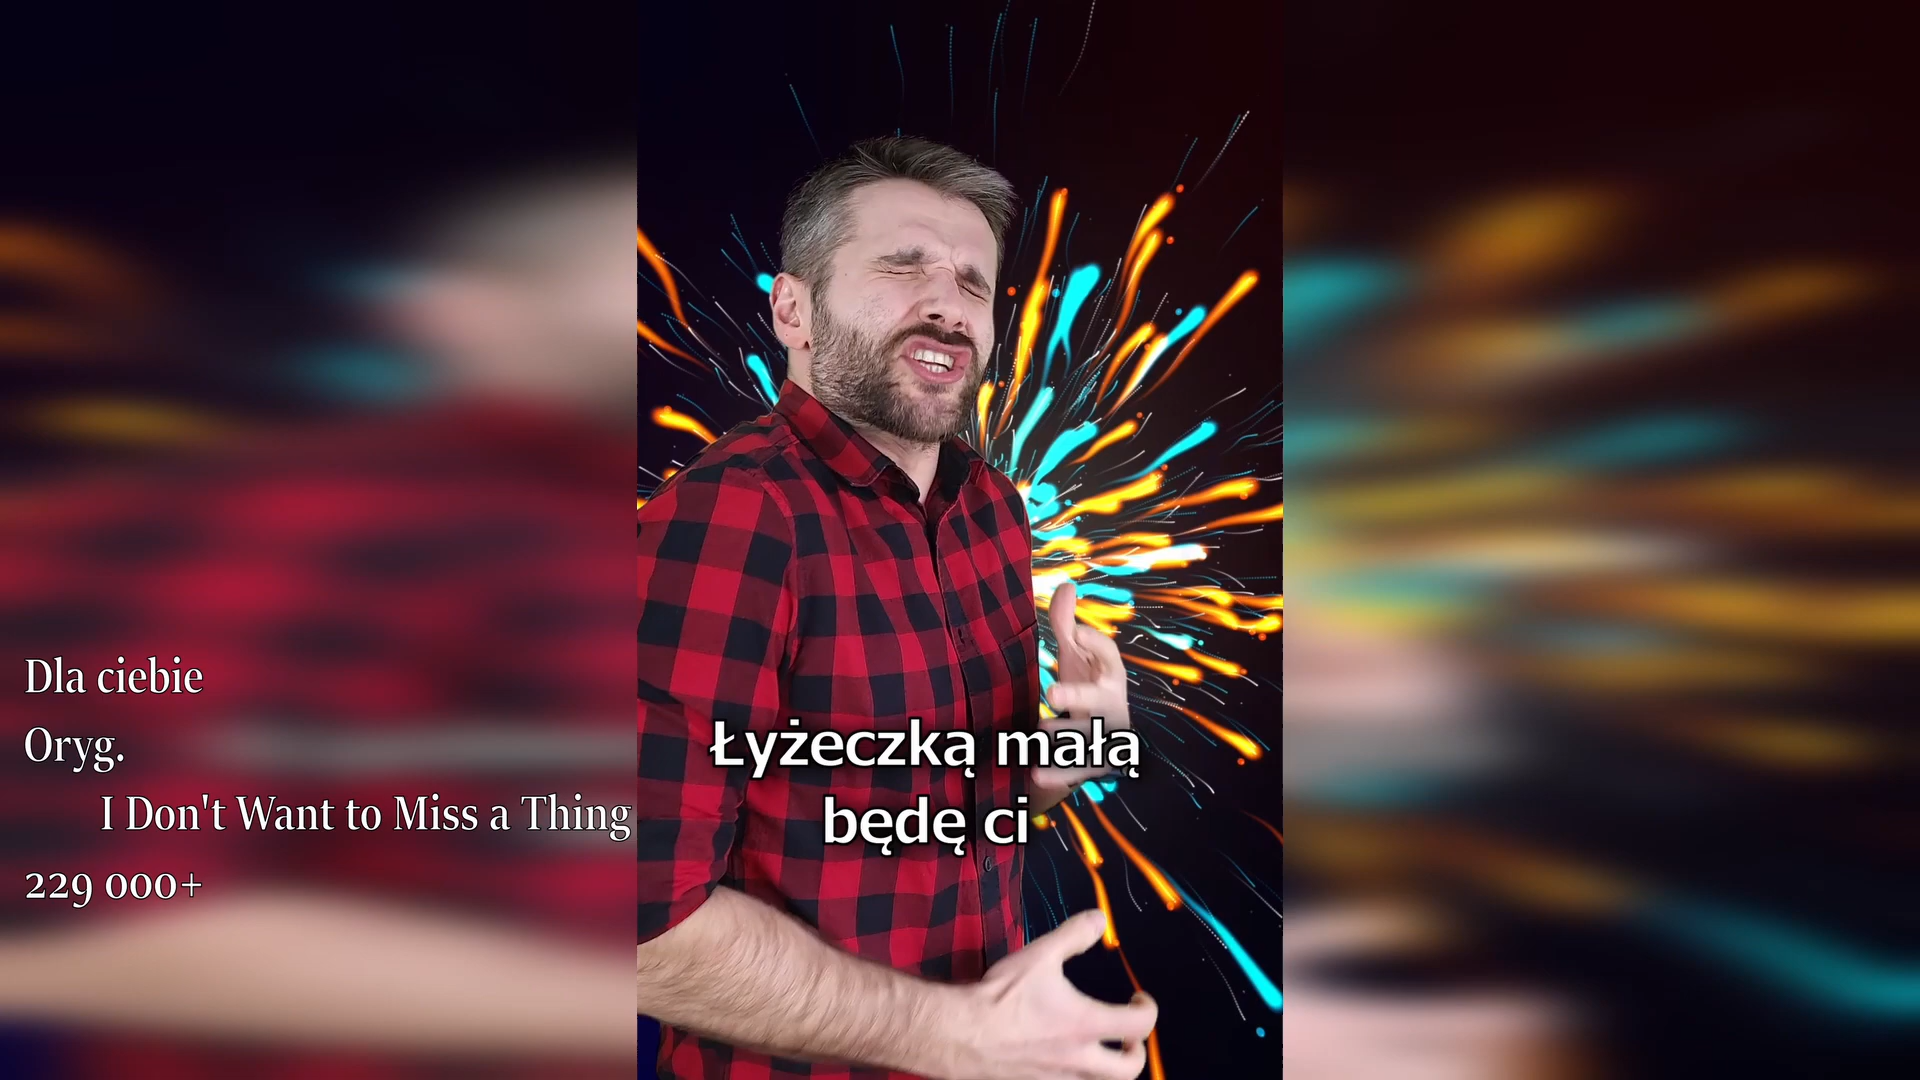 Dla ciebie
Oryg.
I Don't Want to Miss a Thing
229 000+
Łyżeczką małą
będę ci